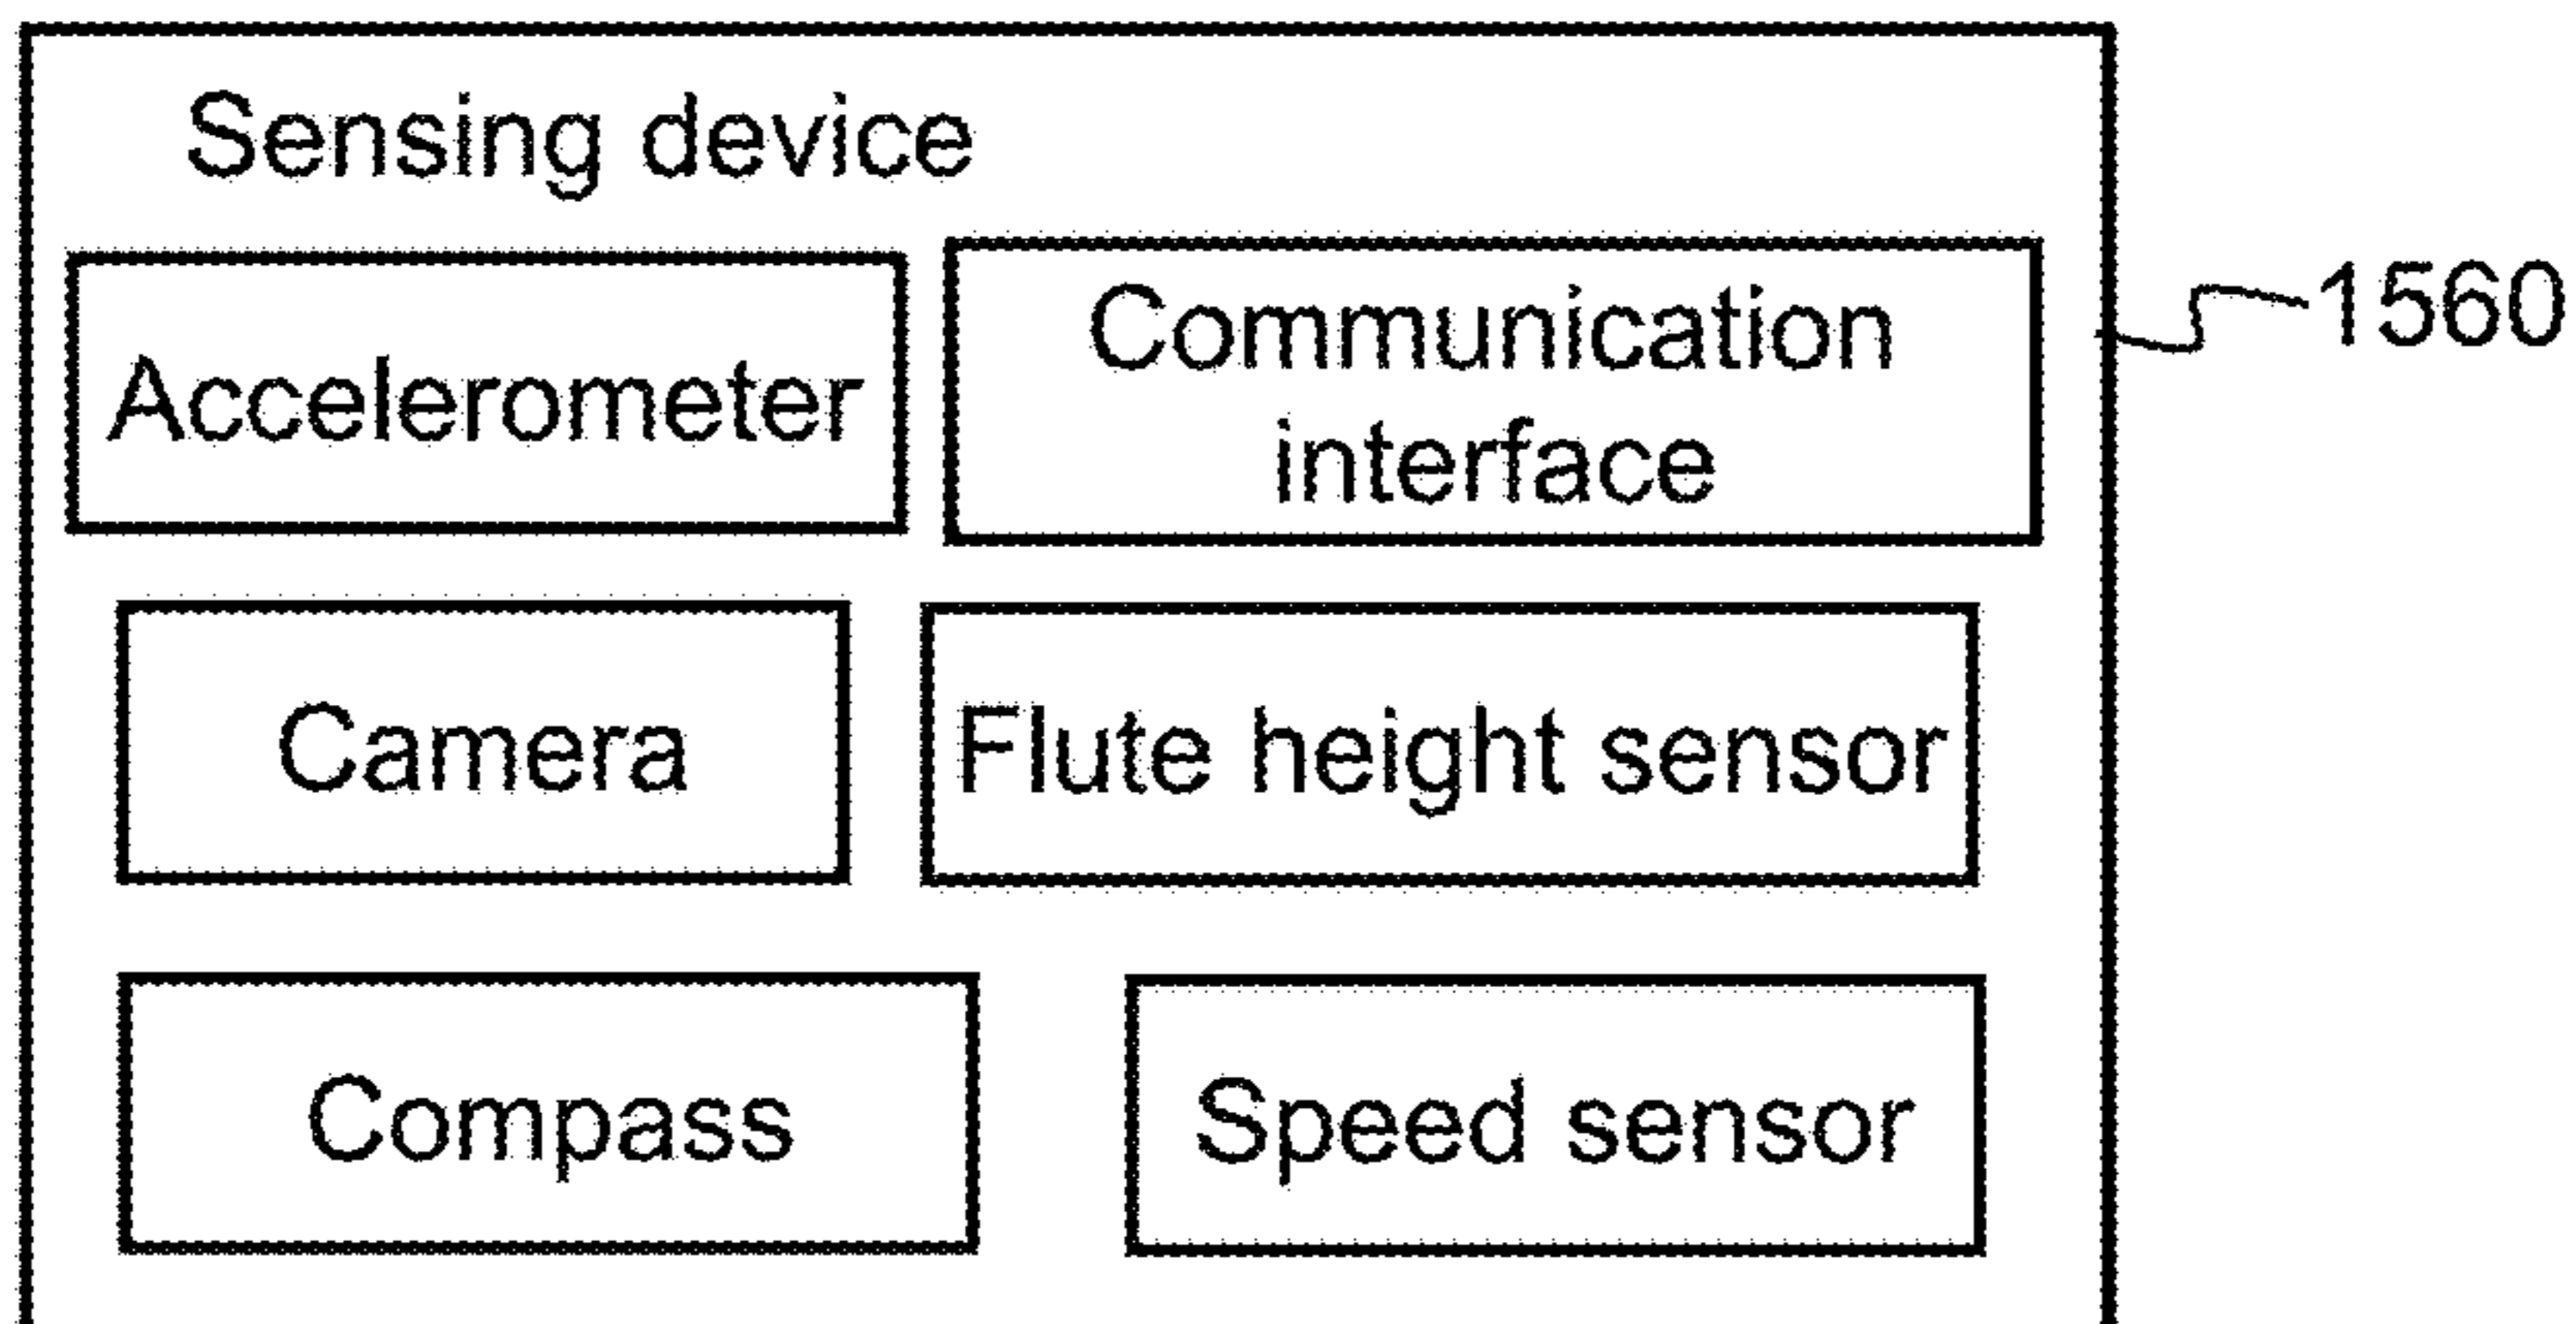 Sensing device
Accelerometer
Communication
interface
1560
Camera
Flute height sensor
Compass
Speed sensor